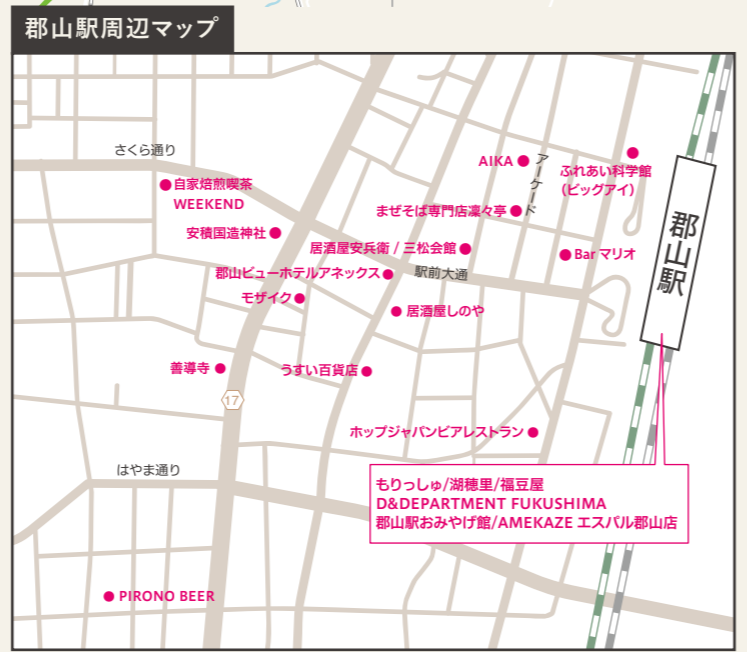 郡山駅周辺マップ
さくら通り
自家焙煎喫茶
WEEKEND
AIKA
アーケード
ふれあい科学館
(ビッグアイ)
まぜそば専門店凜々亭
安積国造神社
居酒屋安兵衛 / 三松会館
Bar マリオ
郡山駅
郡山ビューホテルアネックス
駅前大通
モザイク
居酒屋しのや
善導寺
うすい百貨店
17
ホップジャパンビアレストラン
はやま通り
もりっしゅ/湖穂里/福豆屋
D&DEPARTMENT FUKUSHIMA
郡山駅おみやげ館/AMEKAZE エスパル郡山店
PIRONO BEER